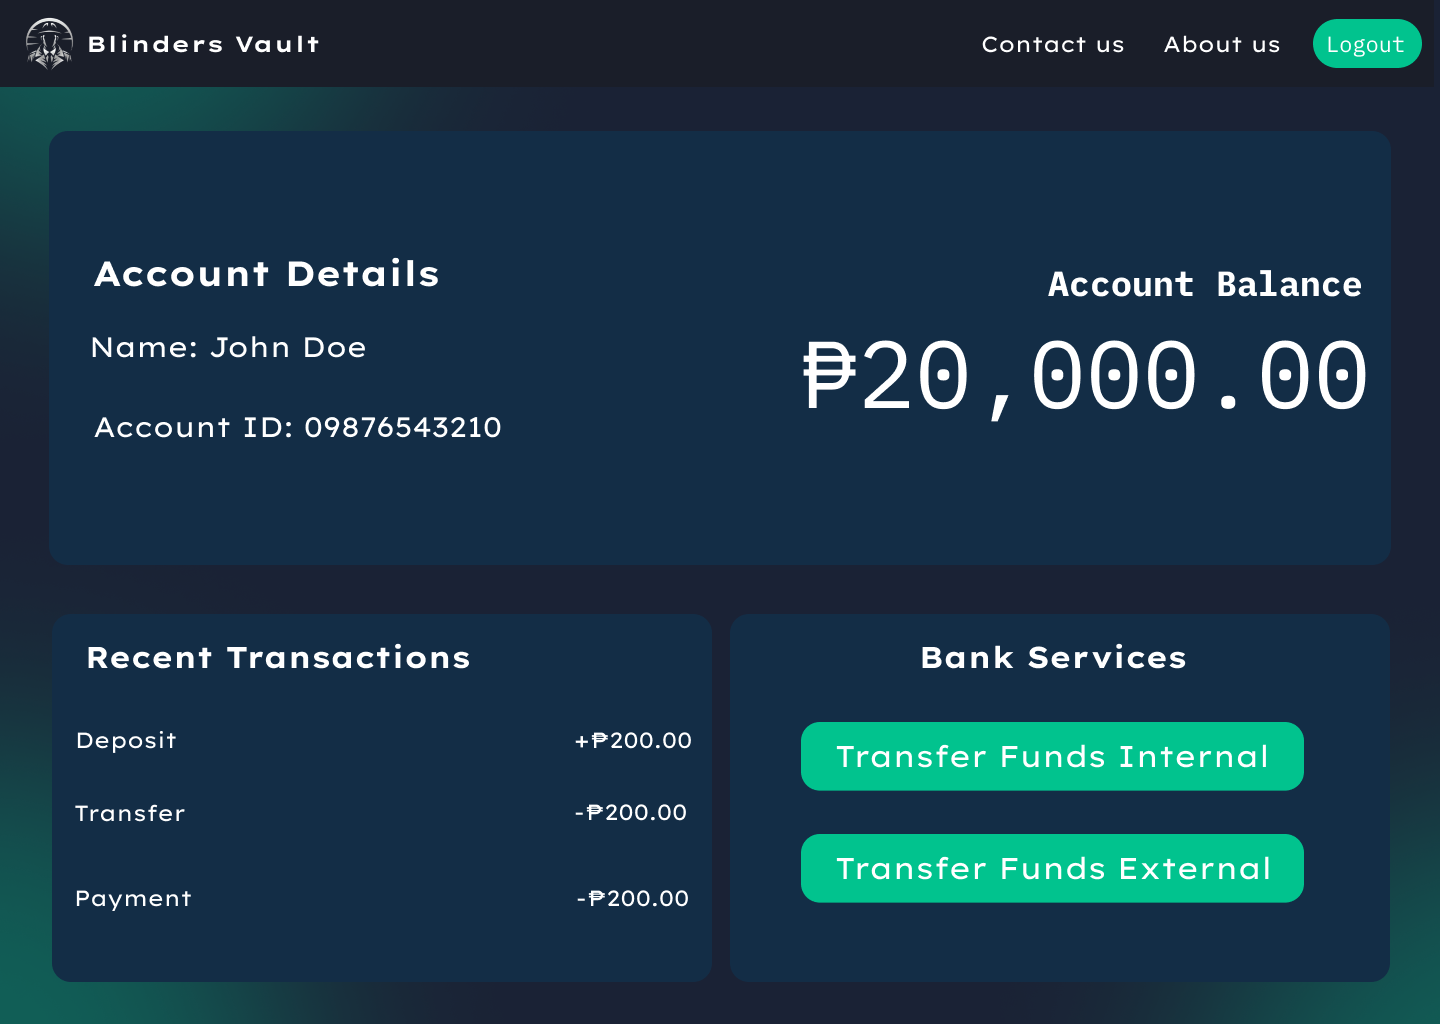 Blinders Vault
Contact us
About us
Logout
Account Details
Name: John Doe
Account ID: 09876543210
Account Balance
₱20,000.00
Recent Transactions
Deposit +₱200.00
Transfer -₱200.00
Payment -₱200.00
Bank Services
Transfer Funds Internal
Transfer Funds External